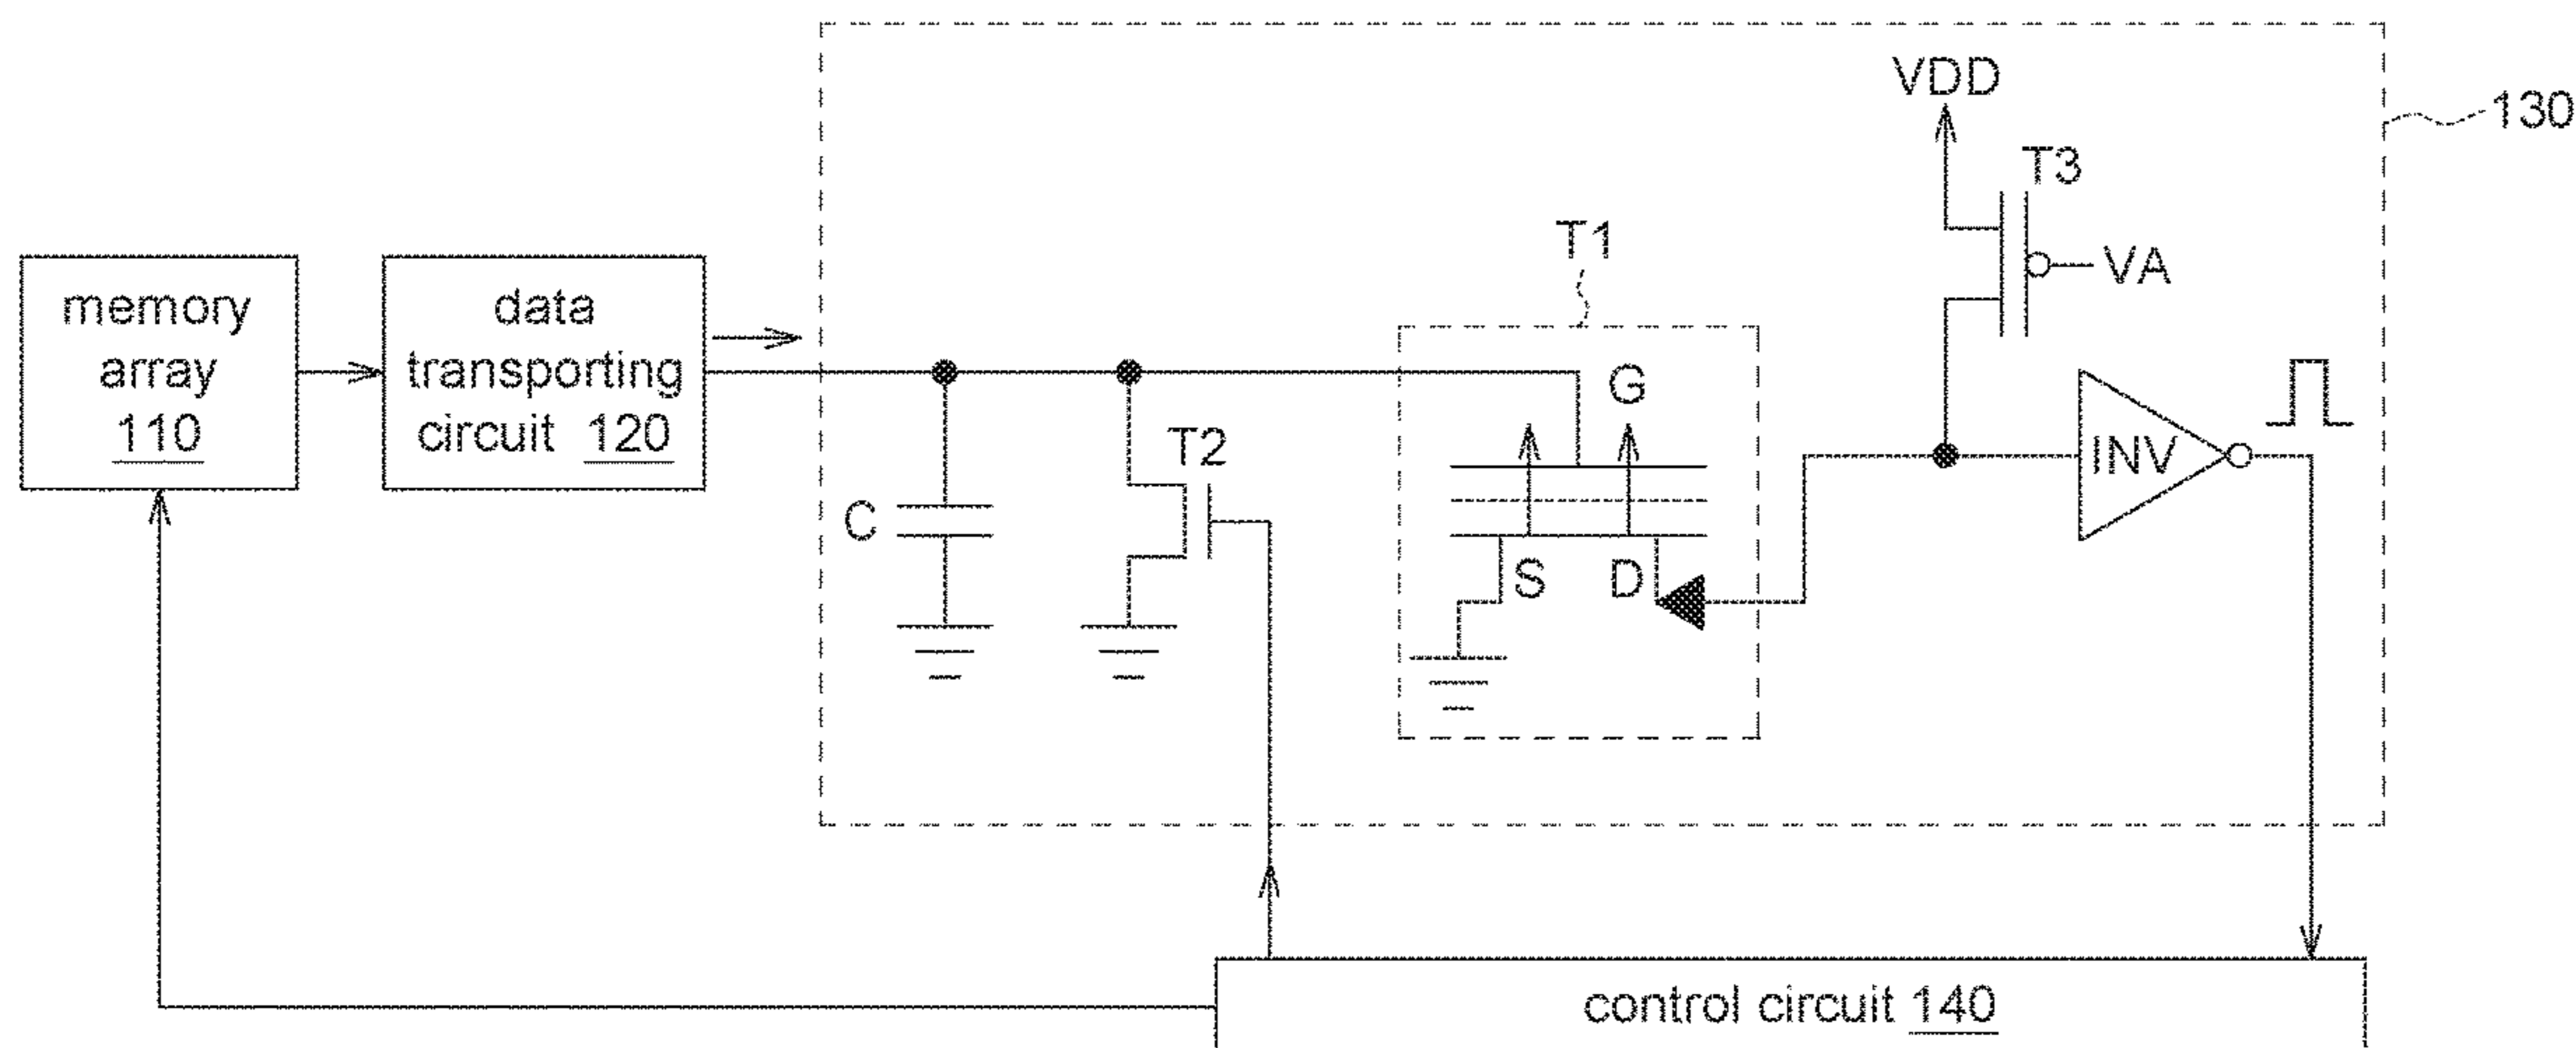 VDD
130
T3
T1
VA
memory
array
110
data
transporting
circuit 120
G
T2
INV
C
S
D
control circuit 140